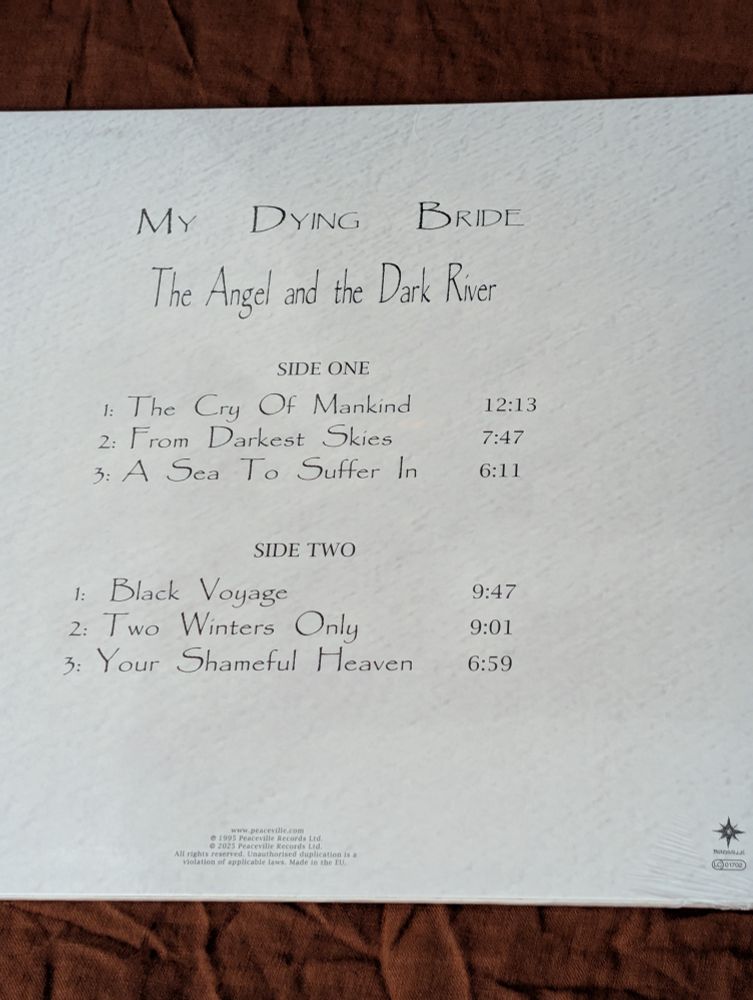 My Dying Bride
The Angel and the Dark River
SIDE ONE
1: The Cry Of Mankind 12:13
2: From Darkest Skies 7:47
3: A Sea To Suffer In 6:11
SIDE TWO
1: Black Voyage 9:47
2: Two Winters Only 9:01
3: Your Shameful Heaven 6:59
www.peaceville.com
℗ 1995 Peaceville Records Ltd.
© 2025 Peaceville Records Ltd.
All rights reserved. Unauthorised duplication is a
violation of applicable laws. Made in the EU.
PEACEVILLE
LC 01702